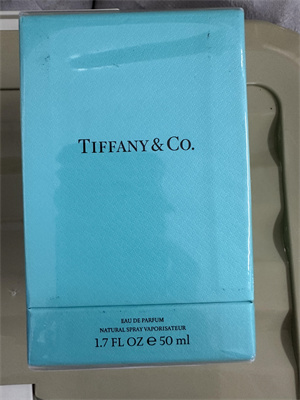 TIFFANY & CO.
EAU DE PARFUM
NATURAL SPRAY VAPORISATEUR
1.7 FL OZ e 50 ml